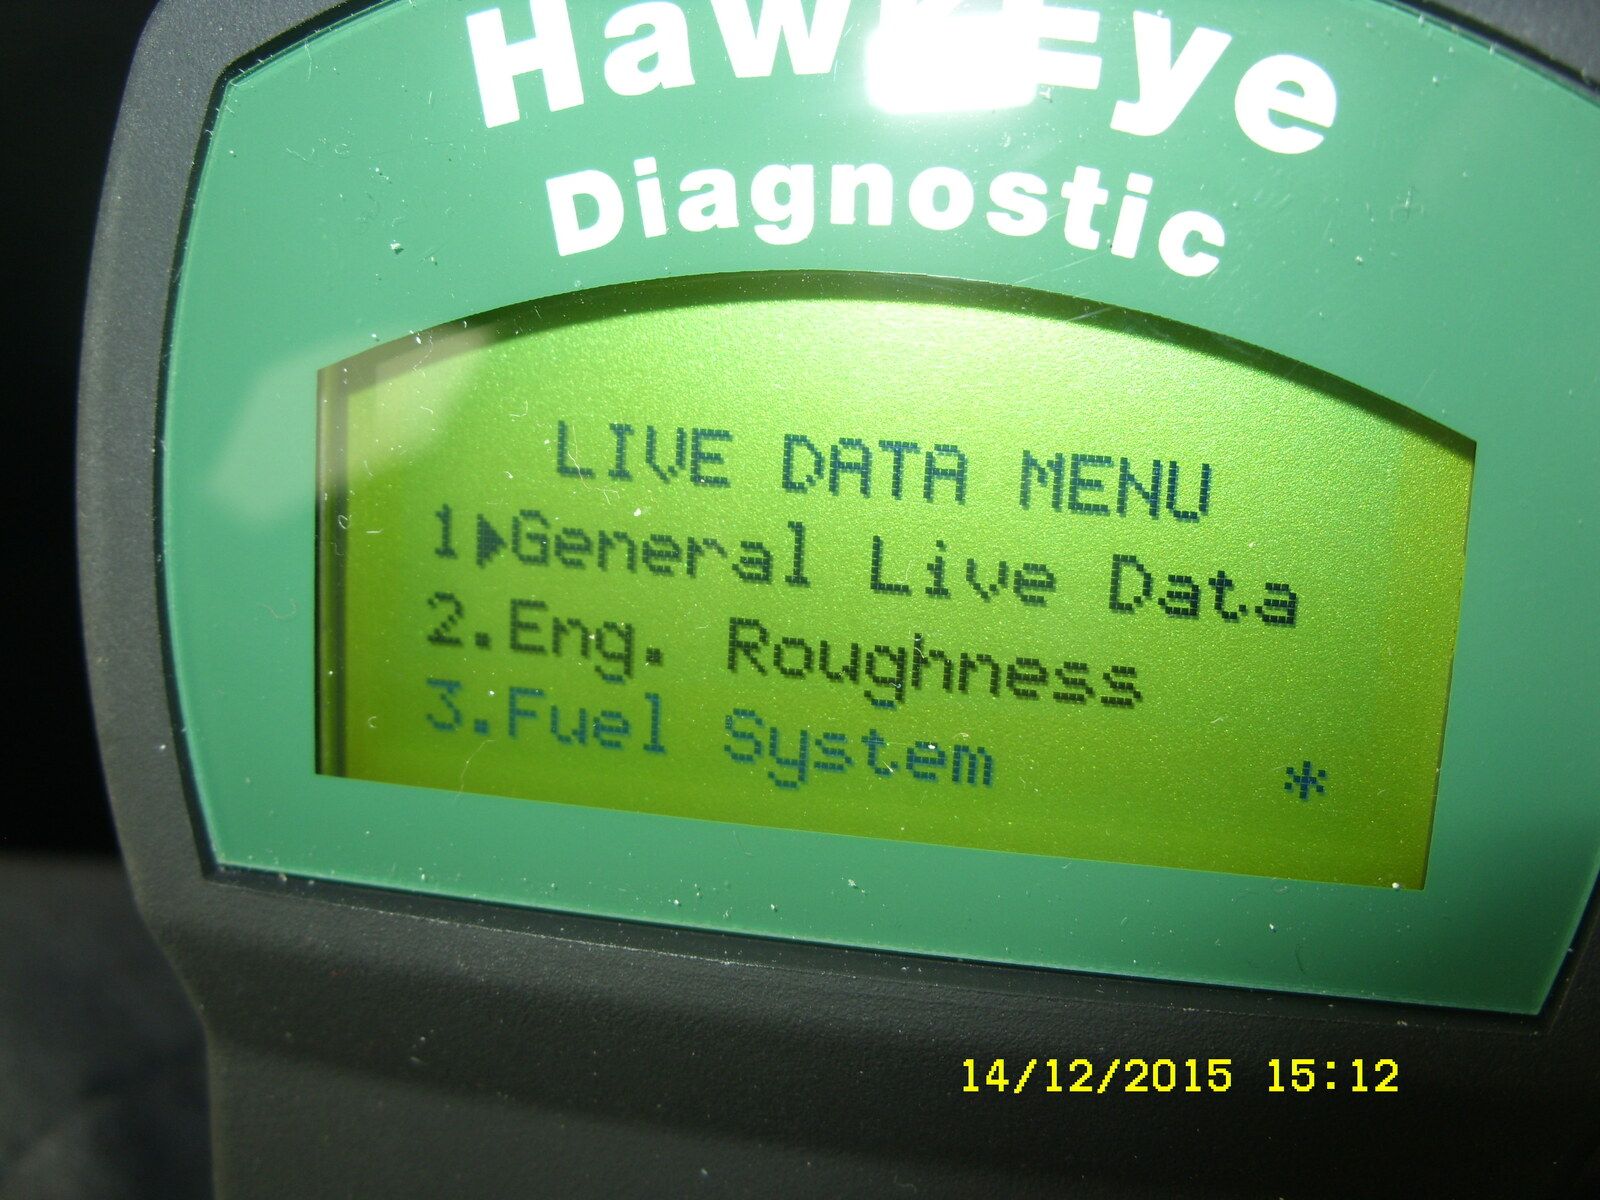 HawkEye
Diagnostic
LIVE DATA MENU
1▶General Live Data
2.Eng. Roughness
3.Fuel System *
14/12/2015 15:12